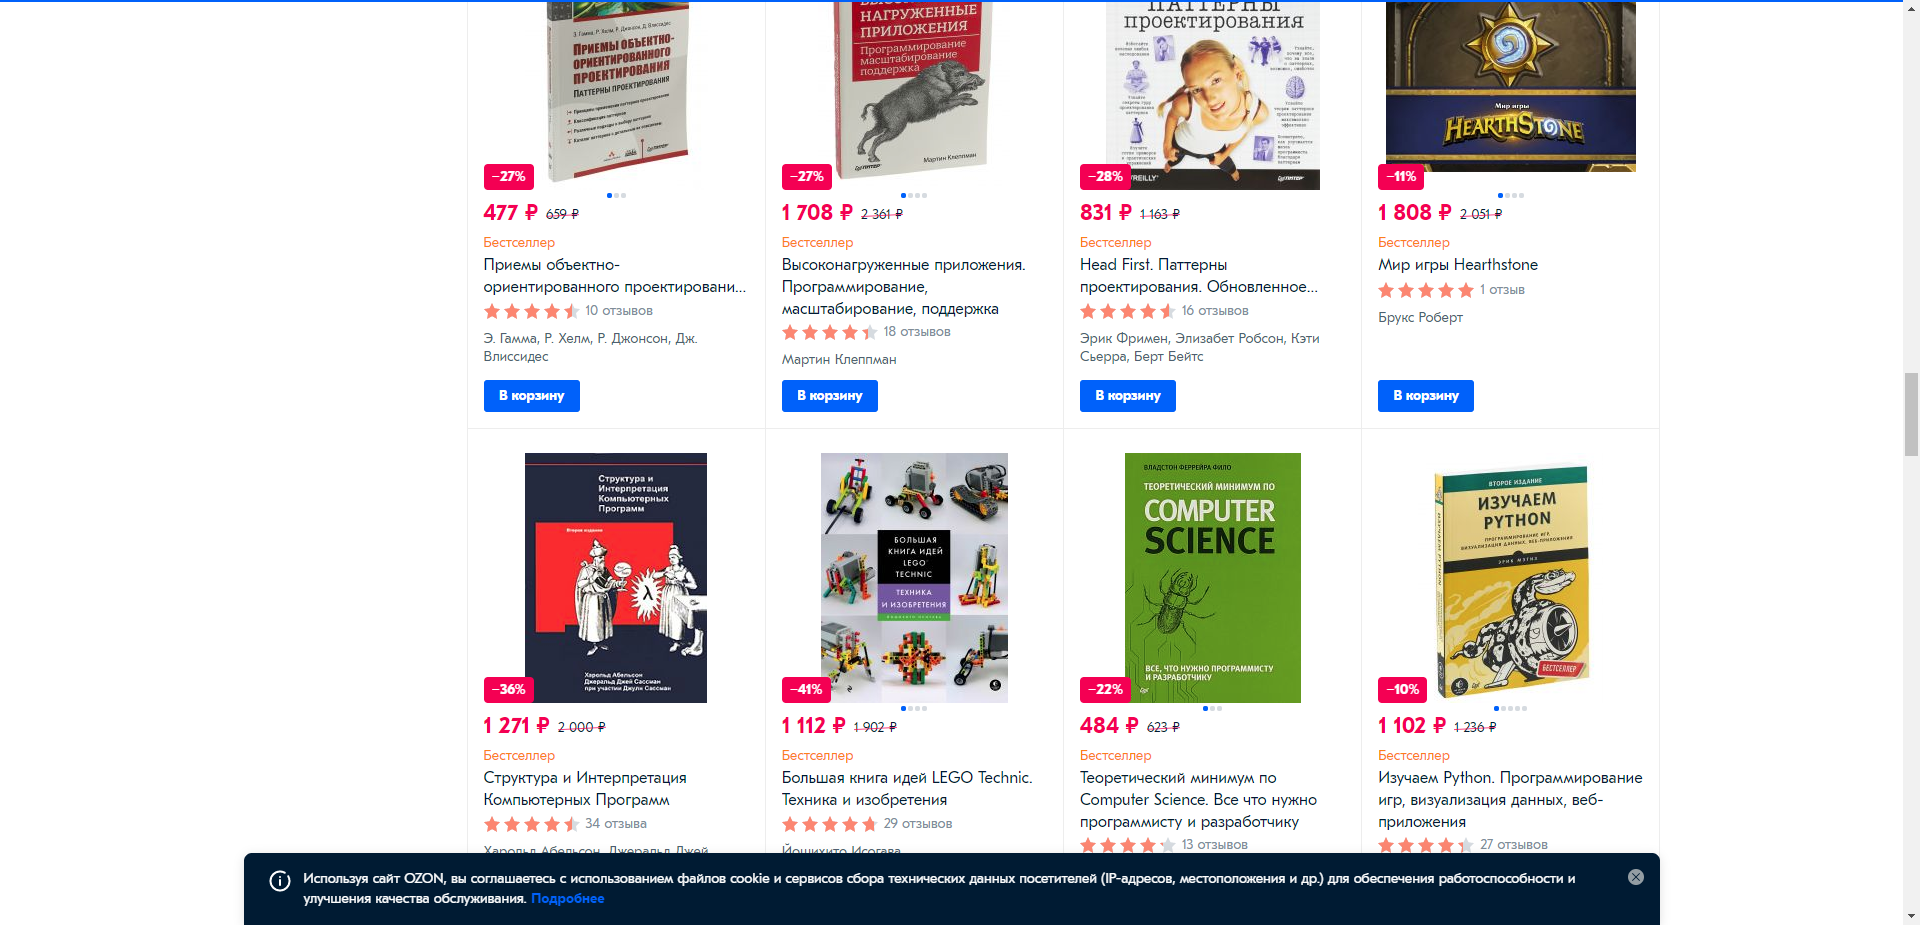 Э. Гамма, Р. Хелм, Р. Джонсон, Д. Влиссидес
ПРИЕМЫ ОБЪЕКТНО-
ОРИЕНТИРОВАННОГО
ПРОЕКТИРОВАНИЯ
ПАТТЕРНЫ ПРОЕКТИРОВАНИЯ
НАГРУЖЕННЫЕ
ПРИЛОЖЕНИЯ
Программирование
масштабирование
поддержка
Мартин Клеппман
ПАТТЕРНЫ
проектирования
O'REILLY
Мир игры
HEARTHSTONE
−27%
477 ₽ 659 ₽
Бестселлер
Приемы объектно-
ориентированного проектировани...
10 отзывов
Э. Гамма, Р. Хелм, Р. Джонсон, Дж.
Влиссидес
В корзину
−27%
1 708 ₽ 2 361 ₽
Бестселлер
Высоконагруженные приложения.
Программирование,
масштабирование, поддержка
18 отзывов
Мартин Клеппман
В корзину
−28%
831 ₽ 1 163 ₽
Бестселлер
Head First. Паттерны
проектирования. Обновленное...
16 отзывов
Эрик Фримен, Элизабет Робсон, Кэти
Сьерра, Берт Бейтс
В корзину
−11%
1 808 ₽ 2 051 ₽
Бестселлер
Мир игры Hearthstone
1 отзыв
Брукс Роберт
В корзину
Структура и
Интерпретация
Компьютерных
Программ
Второе издание
Харольд Абельсон
Джеральд Джей Сассман
при участии Джули Сассман
−36%
1 271 ₽ 2 000 ₽
Бестселлер
Структура и Интерпретация
Компьютерных Программ
34 отзыва
Харольд Абельсон, Джеральд Джей
БОЛЬШАЯ
КНИГА ИДЕЙ
LEGO
TECHNIC
ТЕХНИКА
И ИЗОБРЕТЕНИЯ
−41%
1 112 ₽ 1 902 ₽
Бестселлер
Большая книга идей LEGO Technic.
Техника и изобретения
29 отзывов
Йошихито Исогава
ВЛАДСТОН ФЕРРЕЙРА ФИЛО
ТЕОРЕТИЧЕСКИЙ МИНИМУМ ПО
COMPUTER
SCIENCE
ВСЕ, ЧТО НУЖНО ПРОГРАММИСТУ
И РАЗРАБОТЧИКУ
−22%
484 ₽ 623 ₽
Бестселлер
Теоретический минимум по
Computer Science. Все что нужно
программисту и разработчику
13 отзывов
ВТОРОЕ ИЗДАНИЕ
ИЗУЧАЕМ
PYTHON
ПРОГРАММИРОВАНИЕ ИГР,
ВИЗУАЛИЗАЦИЯ ДАННЫХ, ВЕБ-ПРИЛОЖЕНИЯ
ЭРИК МЭТИЗ
БЕСТСЕЛЛЕР
−10%
1 102 ₽ 1 236 ₽
Бестселлер
Изучаем Python. Программирование
игр, визуализация данных, веб-
приложения
27 отзывов
Используя сайт OZON, вы соглашаетесь с использованием файлов cookie и сервисов сбора технических данных посетителей (IP-адресов, местоположения и др.) для обеспечения работоспособности и
улучшения качества обслуживания. Подробнее